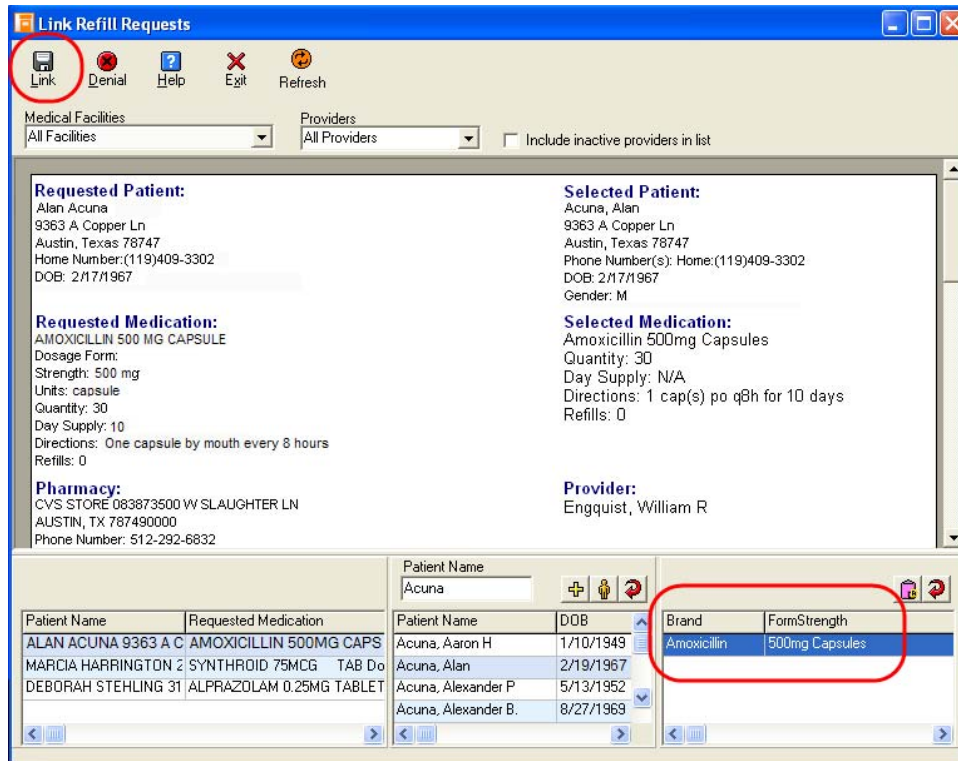 Link Refill Requests
Link Denial Help Exit Refresh
Medical Facilities Providers
All Facilities All Providers Include inactive providers in list
Requested Patient:
Alan Acuna
9363 A Copper Ln
Austin, Texas 78747
Home Number:(119)409-3302
DOB: 2/17/1967
Selected Patient:
Acuna, Alan
9363 A Copper Ln
Austin, Texas 78747
Phone Number(s): Home:(119)409-3302
DOB: 2/17/1967
Gender: M
Requested Medication:
AMOXICILLIN 500 MG CAPSULE
Dosage Form:
Strength: 500 mg
Units: capsule
Quantity: 30
Day Supply: 10
Directions: One capsule by mouth every 8 hours
Refills: 0
Selected Medication:
Amoxicillin 500mg Capsules
Quantity: 30
Day Supply: N/A
Directions: 1 cap(s) po q8h for 10 days
Refills: 0
Pharmacy:
CVS STORE 083873500 W SLAUGHTER LN
AUSTIN, TX 787490000
Phone Number: 512-292-6832
Provider:
Engquist, William R
Patient Name Requested Medication
ALAN ACUNA 9363 A C AMOXICILLIN 500MG CAPS
MARCIA HARRINGTON 2 SYNTHROID 75MCG TAB Do
DEBORAH STEHLING 31 ALPRAZOLAM 0.25MG TABLET
Patient Name
Acuna
Patient Name DOB
Acuna, Aaron H 1/10/1949
Acuna, Alan 2/19/1967
Acuna, Alexander P 5/13/1952
Acuna, Alexander B. 8/27/1969
Brand FormStrength
Amoxicillin 500mg Capsules